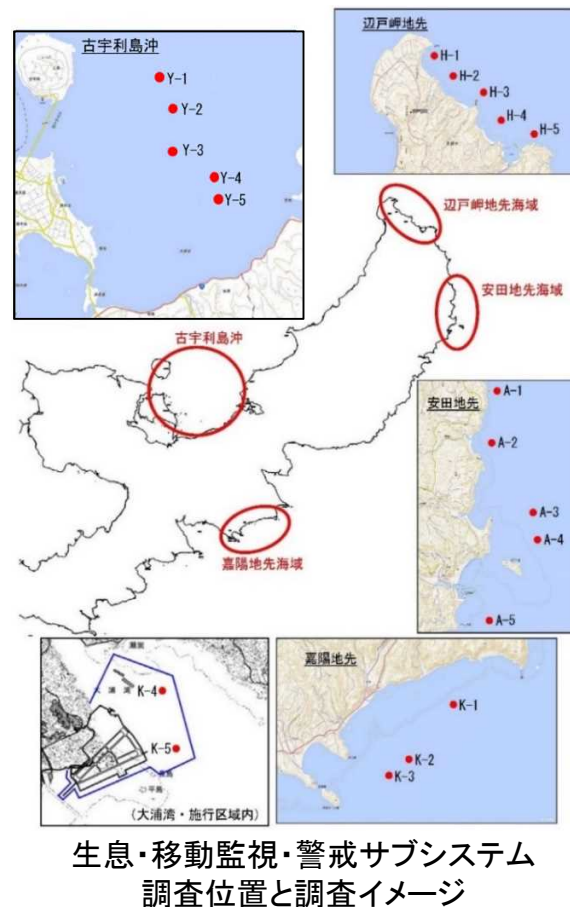 古宇利島沖
Y-1
Y-2
Y-3
Y-4
Y-5
辺戸岬地先
H-1
H-2
H-3
H-4
H-5
辺戸岬地先海域
安田地先海域
古宇利島沖
嘉陽地先海域
安田地先
A-1
A-2
A-3
A-4
A-5
大浦湾
K-4
K-5
平島
(大浦湾・施行区域内)
嘉陽地先
K-1
K-2
K-3
生息・移動監視・警戒サブシステム
調査位置と調査イメージ